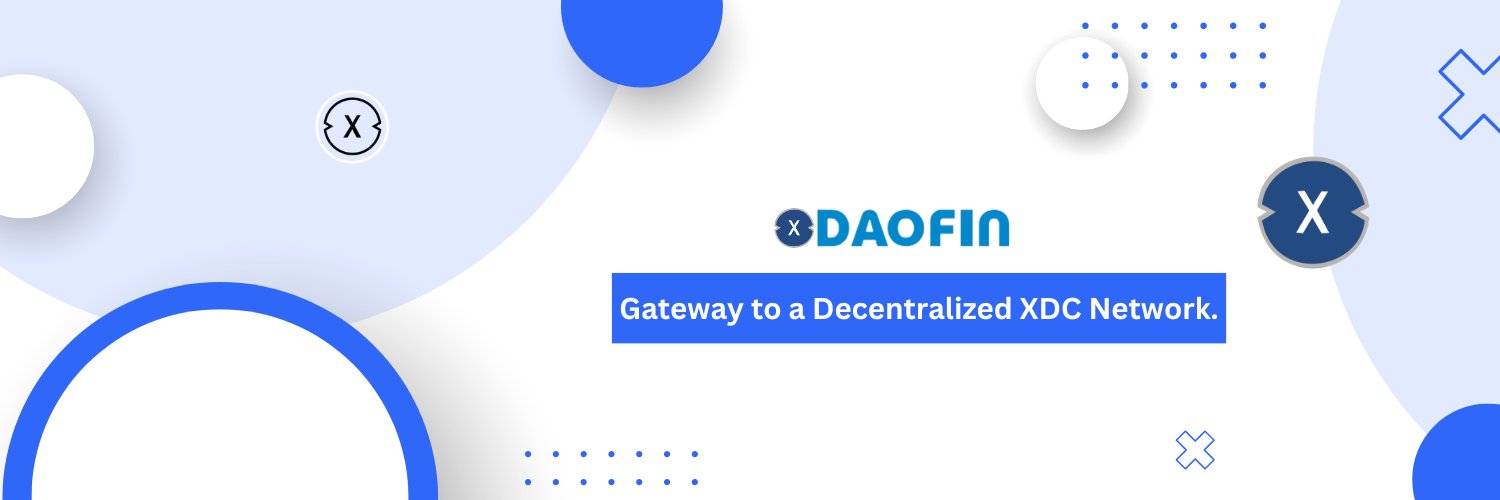 X
X DAOFIN
X
Gateway to a Decentralized XDC Network.